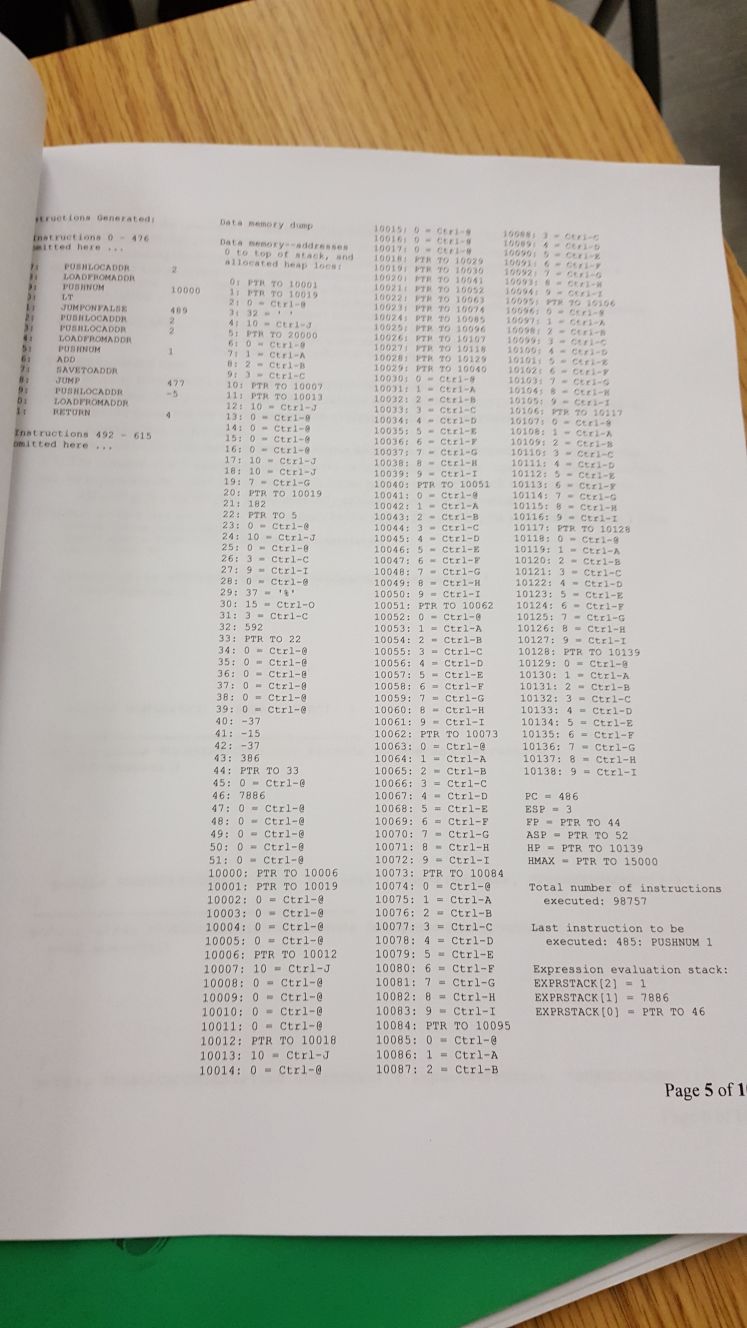 structions Generated:
nstructions 0 - 476
mitted here ...
7: PUSHLOCADDR 2
8: LOADFROMADDR
9: PUSHNUM 10000
0: LT
1: JUMPONFALSE 489
2: PUSHLOCADDR 2
3: PUSHLOCADDR 2
4: LOADFROMADDR
5: PUSHNUM 1
6: ADD
7: SAVETOADDR
8: JUMP 477
9: PUSHLOCADDR -5
0: LOADFROMADDR
1: RETURN 4
Instructions 492 - 615
mitted here ...
Data memory dump
Data memory--addresses
0 to top of stack, and
allocated heap locs:
0: PTR TO 10001
1: PTR TO 10019
2: 0 = Ctrl-@
3: 32 = ' '
4: 10 = Ctrl-J
5: PTR TO 20000
6: 0 = Ctrl-@
7: 1 = Ctrl-A
8: 2 = Ctrl-B
9: 3 = Ctrl-C
10: PTR TO 10007
11: PTR TO 10013
12: 10 = Ctrl-J
13: 0 = Ctrl-@
14: 0 = Ctrl-@
15: 0 = Ctrl-@
16: 0 = Ctrl-@
17: 10 = Ctrl-J
18: 10 = Ctrl-J
19: 7 = Ctrl-G
20: PTR TO 10019
21: 182
22: PTR TO 5
23: 0 = Ctrl-@
24: 10 = Ctrl-J
25: 0 = Ctrl-@
26: 3 = Ctrl-C
27: 9 = Ctrl-I
28: 0 = Ctrl-@
29: 37 = '%'
30: 15 = Ctrl-O
31: 3 = Ctrl-C
32: 592
33: PTR TO 22
34: 0 = Ctrl-@
35: 0 = Ctrl-@
36: 0 = Ctrl-@
37: 0 = Ctrl-@
38: 0 = Ctrl-@
39: 0 = Ctrl-@
40: -37
41: -15
42: -37
43: 386
44: PTR TO 33
45: 0 = Ctrl-@
46: 7886
47: 0 = Ctrl-@
48: 0 = Ctrl-@
49: 0 = Ctrl-@
50: 0 = Ctrl-@
51: 0 = Ctrl-@
10000: PTR TO 10006
10001: PTR TO 10019
10002: 0 = Ctrl-@
10003: 0 = Ctrl-@
10004: 0 = Ctrl-@
10005: 0 = Ctrl-@
10006: PTR TO 10012
10007: 10 = Ctrl-J
10008: 0 = Ctrl-@
10009: 0 = Ctrl-@
10010: 0 = Ctrl-@
10011: 0 = Ctrl-@
10012: PTR TO 10018
10013: 10 = Ctrl-J
10014: 0 = Ctrl-@
10015: 0 = Ctrl-@
10016: 0 = Ctrl-@
10017: 0 = Ctrl-@
10018: PTR TO 10029
10019: PTR TO 10030
10020: PTR TO 10041
10021: PTR TO 10052
10022: PTR TO 10063
10023: PTR TO 10074
10024: PTR TO 10085
10025: PTR TO 10096
10026: PTR TO 10107
10027: PTR TO 10118
10028: PTR TO 10129
10029: PTR TO 10040
10030: 0 = Ctrl-@
10031: 1 = Ctrl-A
10032: 2 = Ctrl-B
10033: 3 = Ctrl-C
10034: 4 = Ctrl-D
10035: 5 = Ctrl-E
10036: 6 = Ctrl-F
10037: 7 = Ctrl-G
10038: 8 = Ctrl-H
10039: 9 = Ctrl-I
10040: PTR TO 10051
10041: 0 = Ctrl-@
10042: 1 = Ctrl-A
10043: 2 = Ctrl-B
10044: 3 = Ctrl-C
10045: 4 = Ctrl-D
10046: 5 = Ctrl-E
10047: 6 = Ctrl-F
10048: 7 = Ctrl-G
10049: 8 = Ctrl-H
10050: 9 = Ctrl-I
10051: PTR TO 10062
10052: 0 = Ctrl-@
10053: 1 = Ctrl-A
10054: 2 = Ctrl-B
10055: 3 = Ctrl-C
10056: 4 = Ctrl-D
10057: 5 = Ctrl-E
10058: 6 = Ctrl-F
10059: 7 = Ctrl-G
10060: 8 = Ctrl-H
10061: 9 = Ctrl-I
10062: PTR TO 10073
10063: 0 = Ctrl-@
10064: 1 = Ctrl-A
10065: 2 = Ctrl-B
10066: 3 = Ctrl-C
10067: 4 = Ctrl-D
10068: 5 = Ctrl-E
10069: 6 = Ctrl-F
10070: 7 = Ctrl-G
10071: 8 = Ctrl-H
10072: 9 = Ctrl-I
10073: PTR TO 10084
10074: 0 = Ctrl-@
10075: 1 = Ctrl-A
10076: 2 = Ctrl-B
10077: 3 = Ctrl-C
10078: 4 = Ctrl-D
10079: 5 = Ctrl-E
10080: 6 = Ctrl-F
10081: 7 = Ctrl-G
10082: 8 = Ctrl-H
10083: 9 = Ctrl-I
10084: PTR TO 10095
10085: 0 = Ctrl-@
10086: 1 = Ctrl-A
10087: 2 = Ctrl-B
10088: 3 = Ctrl-C
10089: 4 = Ctrl-D
10090: 5 = Ctrl-E
10091: 6 = Ctrl-F
10092: 7 = Ctrl-G
10093: 8 = Ctrl-H
10094: 9 = Ctrl-I
10095: PTR TO 10106
10096: 0 = Ctrl-@
10097: 1 = Ctrl-A
10098: 2 = Ctrl-B
10099: 3 = Ctrl-C
10100: 4 = Ctrl-D
10101: 5 = Ctrl-E
10102: 6 = Ctrl-F
10103: 7 = Ctrl-G
10104: 8 = Ctrl-H
10105: 9 = Ctrl-I
10106: PTR TO 10117
10107: 0 = Ctrl-@
10108: 1 = Ctrl-A
10109: 2 = Ctrl-B
10110: 3 = Ctrl-C
10111: 4 = Ctrl-D
10112: 5 = Ctrl-E
10113: 6 = Ctrl-F
10114: 7 = Ctrl-G
10115: 8 = Ctrl-H
10116: 9 = Ctrl-I
10117: PTR TO 10128
10118: 0 = Ctrl-@
10119: 1 = Ctrl-A
10120: 2 = Ctrl-B
10121: 3 = Ctrl-C
10122: 4 = Ctrl-D
10123: 5 = Ctrl-E
10124: 6 = Ctrl-F
10125: 7 = Ctrl-G
10126: 8 = Ctrl-H
10127: 9 = Ctrl-I
10128: PTR TO 10139
10129: 0 = Ctrl-@
10130: 1 = Ctrl-A
10131: 2 = Ctrl-B
10132: 3 = Ctrl-C
10133: 4 = Ctrl-D
10134: 5 = Ctrl-E
10135: 6 = Ctrl-F
10136: 7 = Ctrl-G
10137: 8 = Ctrl-H
10138: 9 = Ctrl-I
PC = 486
ESP = 3
FP = PTR TO 44
ASP = PTR TO 52
HP = PTR TO 10139
HMAX = PTR TO 15000
Total number of instructions
executed: 98757
Last instruction to be
executed: 485: PUSHNUM 1
Expression evaluation stack:
EXPRSTACK[2] = 1
EXPRSTACK[1] = 7886
EXPRSTACK[0] = PTR TO 46
Page 5 of 1